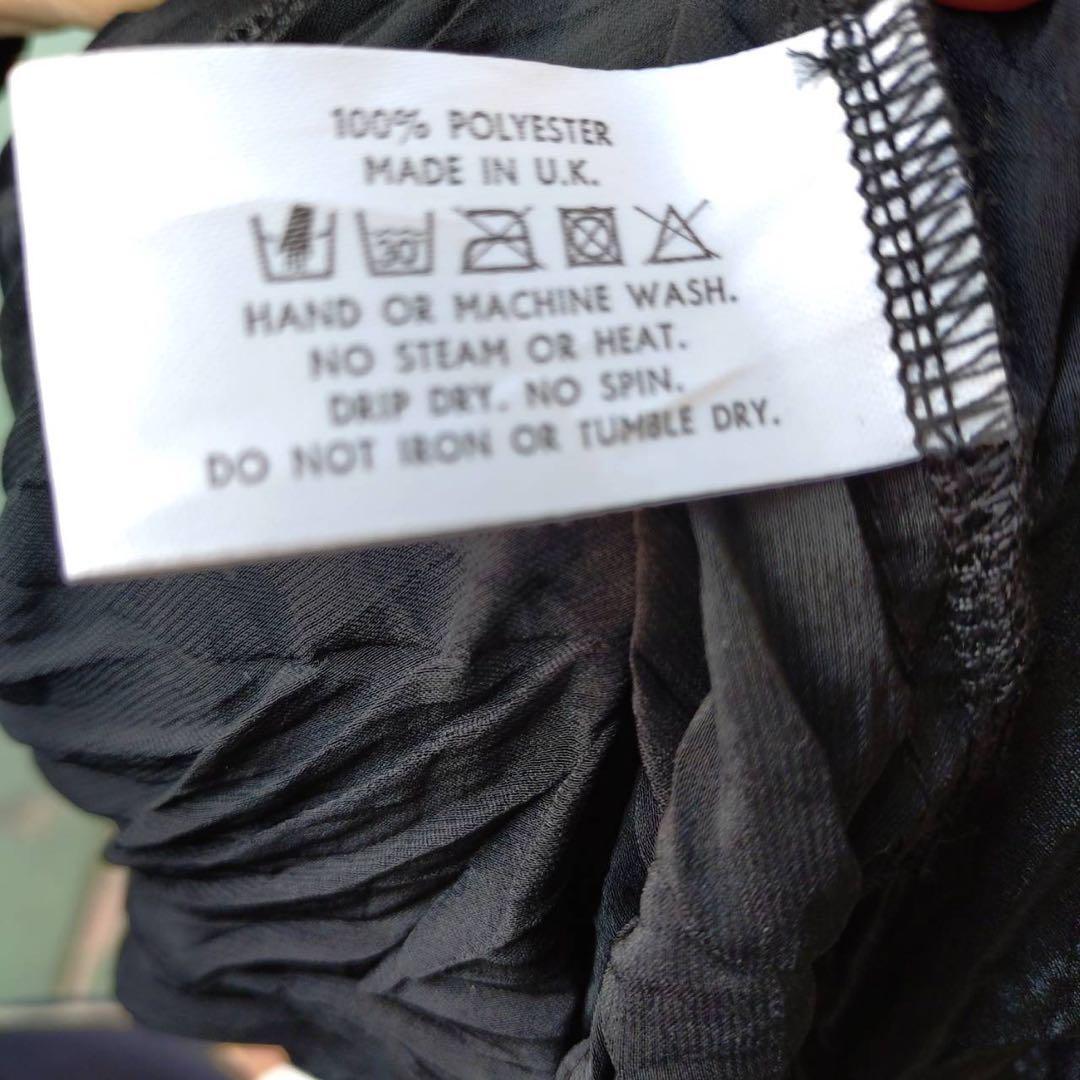 100% POLYESTER
MADE IN U.K.
30
HAND OR MACHINE WASH.
NO STEAM OR HEAT.
DRIP DRY. NO SPIN.
DO NOT IRON OR TUMBLE DRY.